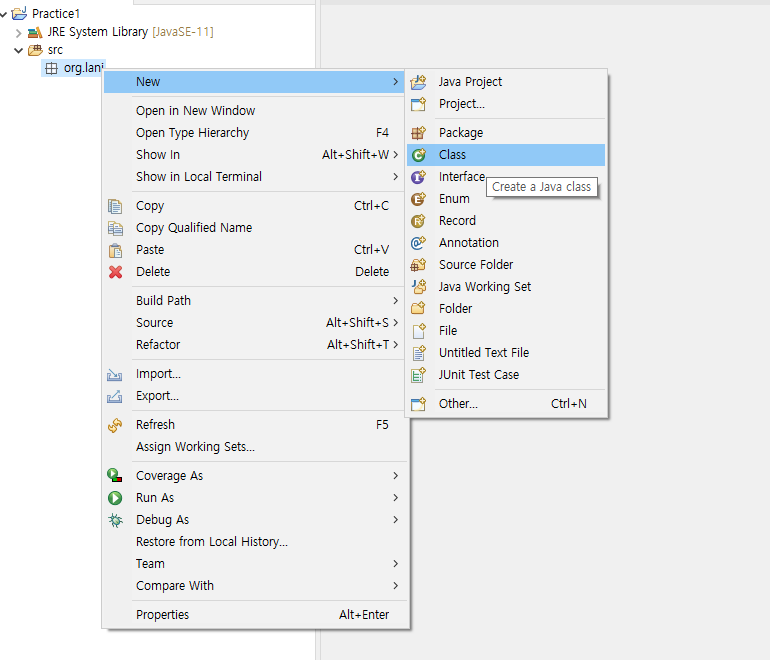 Practice1
JRE System Library [JavaSE-11]
src
org.lani
New
Open in New Window
Open Type Hierarchy F4
Show In Alt+Shift+W
Show in Local Terminal
Copy Ctrl+C
Copy Qualified Name
Paste Ctrl+V
Delete Delete
Build Path
Source Alt+Shift+S
Refactor Alt+Shift+T
Import...
Export...
Refresh F5
Assign Working Sets...
Coverage As
Run As
Debug As
Restore from Local History...
Team
Compare With
Properties Alt+Enter
Java Project
Project...
Package
Class
Interface
Create a Java class
Enum
Record
Annotation
Source Folder
Java Working Set
Folder
File
Untitled Text File
JUnit Test Case
Other... Ctrl+N